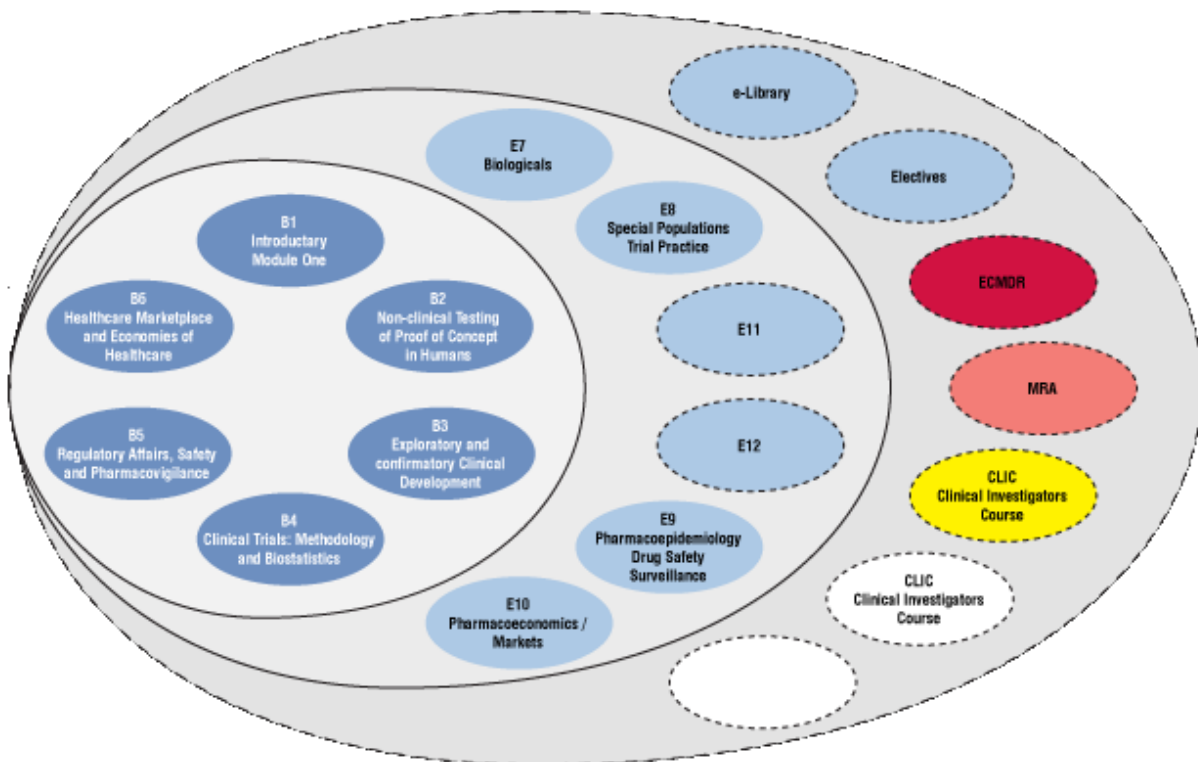 e-Library
E7
Biologicals
Electives
E8
Special Populations
Trial Practice
B1
Introductory
Module One
ECMDR
B6
Healthcare Marketplace
and Economies of
Healthcare
B2
Non-clinical Testing
of Proof of Concept
in Humans
E11
MRA
B5
Regulatory Affairs, Safety
and Pharmacovigilance
B3
Exploratory and
confirmatory Clinical
Development
E12
CLIC
Clinical Investigators
Course
B4
Clinical Trials: Methodology
and Biostatistics
E9
Pharmacoepidemiology
Drug Safety
Surveillance
CLIC
Clinical Investigators
Course
E10
Pharmacoeconomics /
Markets